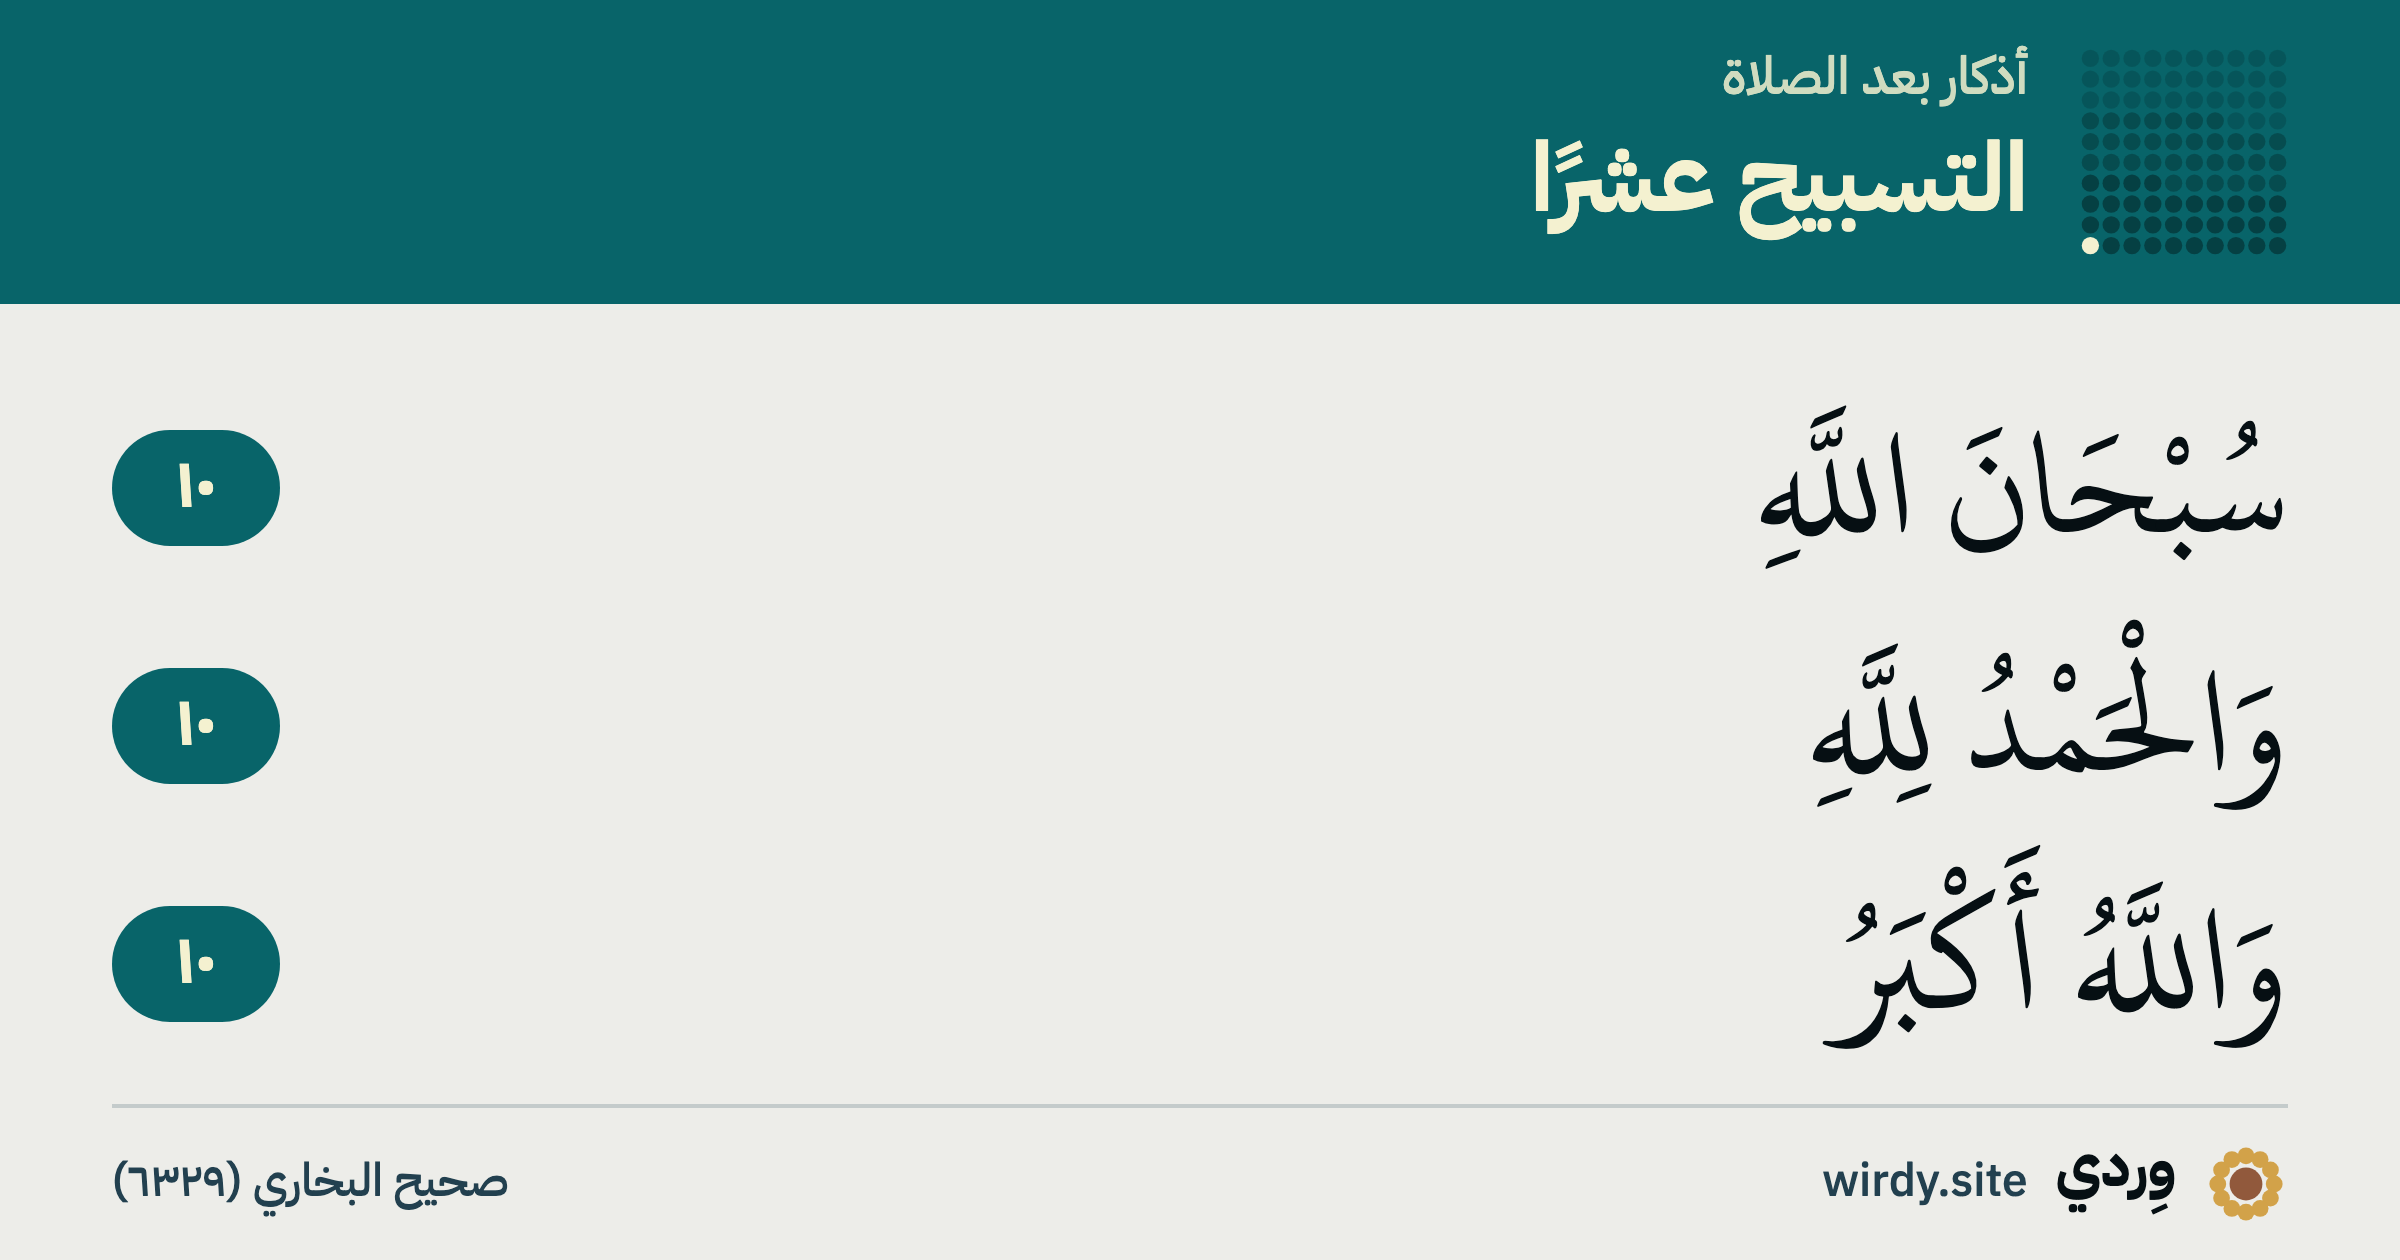 أذكار بعد الصلاة
التسبيح عشرًا
سُبْحَانَ اللَّهِ ١٠
وَالْحَمْدُ لِلَّهِ ١٠
وَاللَّهُ أَكْبَرُ ١٠
وِردي wirdy.site صحيح البخاري (٦٣٢٩)